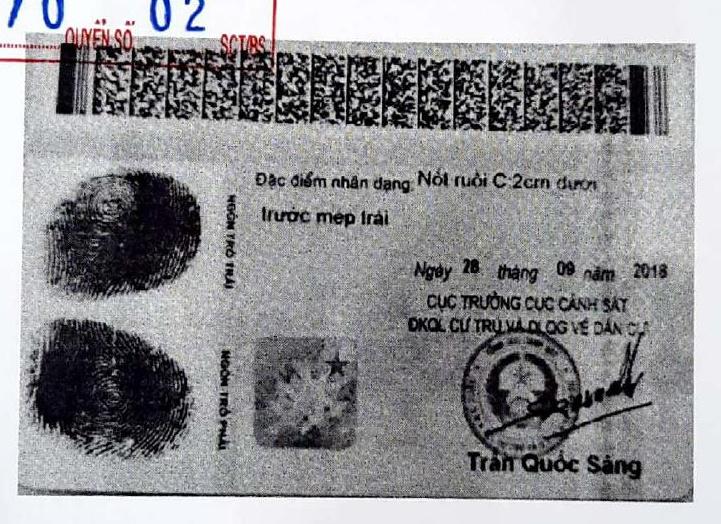 70 02
QUYỂN SỐ SCT/BS
Đặc điểm nhân dạng: Nốt ruồi C:2cm dưới
trước mép trái
NGÓN TRỎ TRÁI
Ngày 28 tháng 09 năm 2018
CỤC TRƯỞNG CỤC CẢNH SÁT
ĐKQL CƯ TRÚ VÀ DLQG VỀ DÂN CƯ
NGÓN TRỎ PHẢI
Trần Quốc Sáng